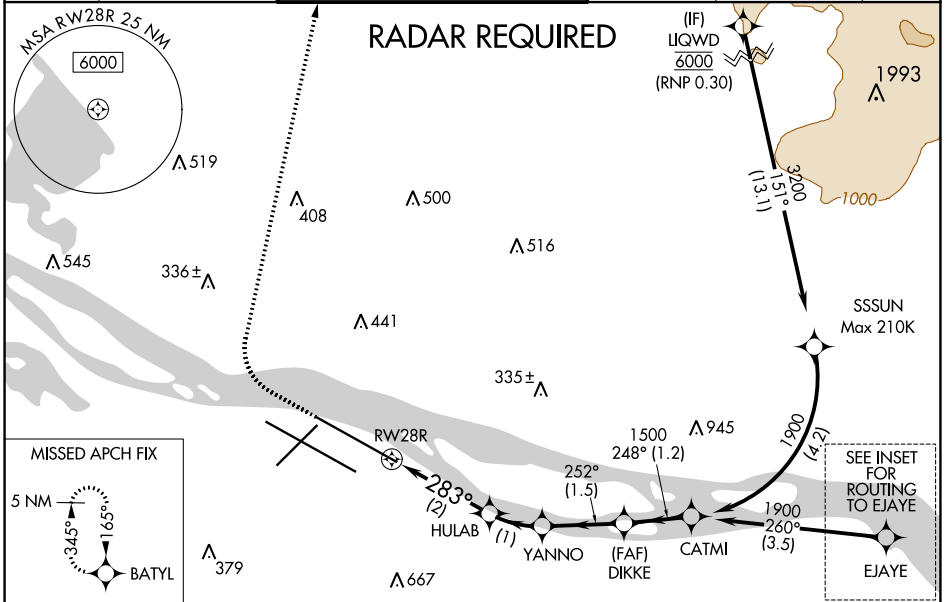 RADAR REQUIRED
MSA RW28R 25 NM
6000
(IF)
LIQWD
6000
(RNP 0.30)
1993
519
408
500
3200
151°
(13.1)
1000
545
336±
516
441
SSSUN
Max 210K
335±
945
1900
(4.2)
RW28R
1500
248° (1.2)
252°
(1.5)
283°
(2)
HULAB
(1)
YANNO
(FAF)
DIKKE
CATMI
1900
260°
(3.5)
SEE INSET
FOR
ROUTING
TO EJAYE
EJAYE
MISSED APCH FIX
5 NM
345°
165°
BATYL
379
667